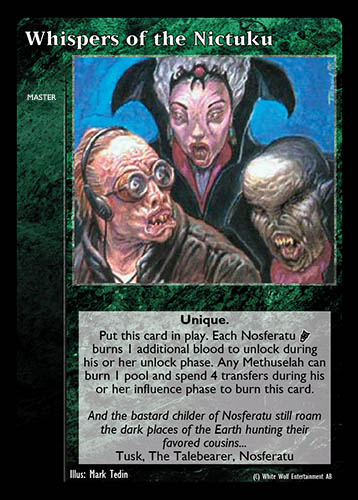 Whispers of the Nictuku
MASTER
Unique.
Put this card in play. Each Nosferatu
burns 1 additional blood to unlock during
his or her unlock phase. Any Methuselah can
burn 1 pool and spend 4 transfers during his
or her influence phase to burn this card.
And the bastard childer of Nosferatu still roam
the dark places of the Earth hunting their
favored cousins...
Tusk, The Talebearer, Nosferatu
Illus: Mark Tedin
(C) White Wolf Entertainment AB